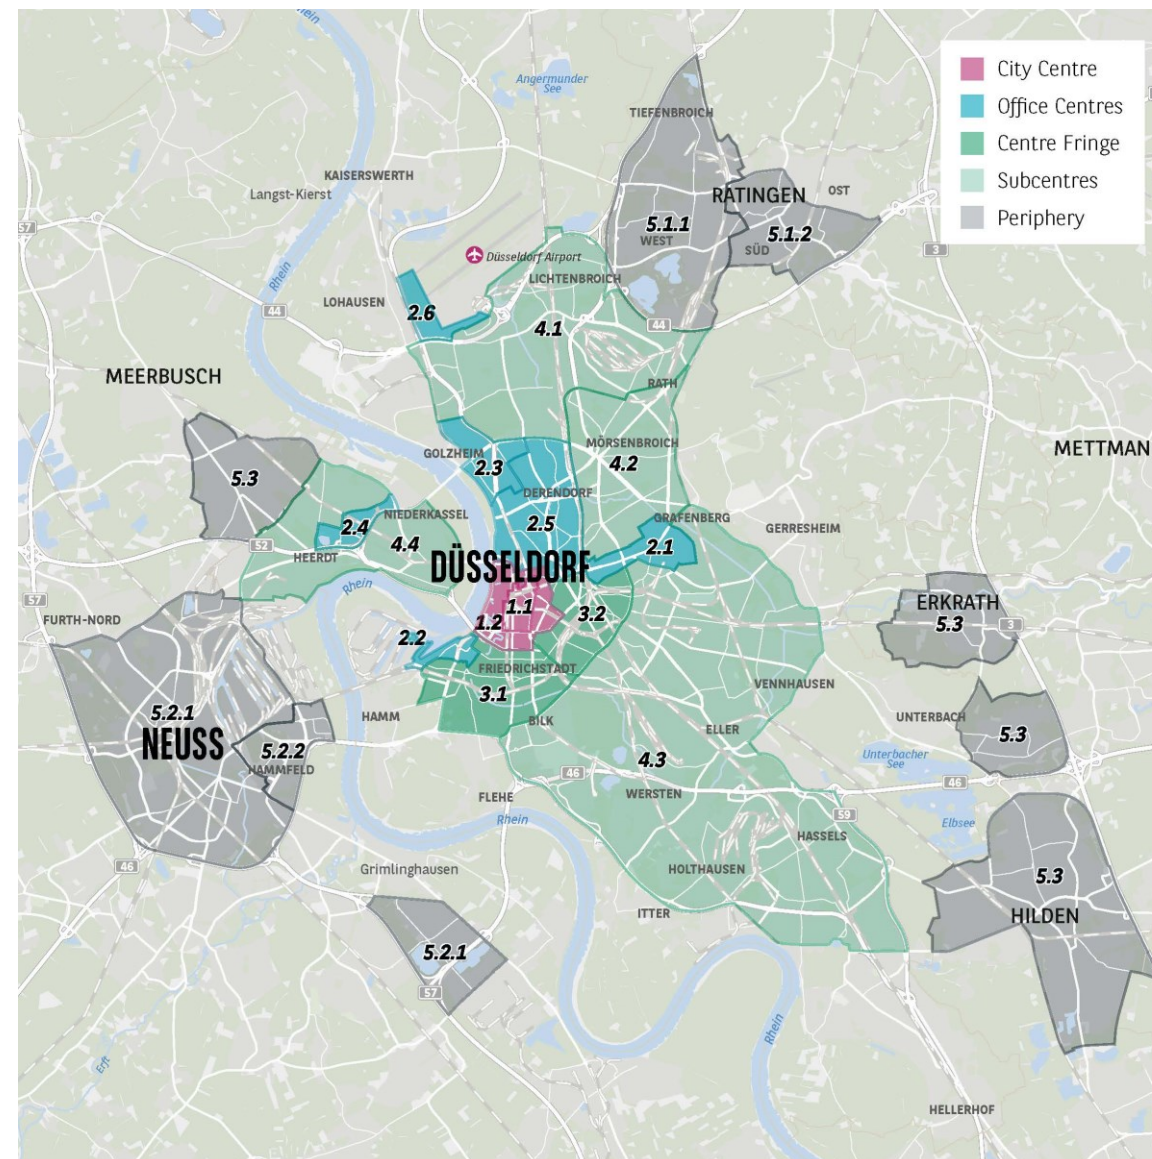 Rhein
City Centre
Office Centres
Centre Fringe
Subcentres
Periphery
Angermunder
See
TIEFENBROICH
KAISERSWERTH
Langst-Kierst
RATINGEN
OST
5.1.1
WEST
5.1.2
SÜD
57
3
Düsseldorf Airport
LICHTENBROICH
Rhein
LOHAUSEN
44
2.6
4.1
44
MEERBUSCH
RATH
GOLZHEIM
2.3
MÖRSENBROICH
4.2
METTMAN
5.3
DERENDORF
NIEDERKASSEL
2.4
2.5
GRAFENBERG
GERRESHEIM
52
HEERDT
4.4
2.1
DÜSSELDORF
Rhein
57
FURTH-NORD
1.1
1.2
3.2
ERKRATH
5.3
3
2.2
FRIEDRICHSTADT
3.1
VENNHAUSEN
5.2.1
NEUSS
HAMM
BILK
ELLER
UNTERBACH
5.3
5.2.2
HAMMFELD
4.3
Unterbacher
See
46
46
FLEHE
WERSTEN
Rhein
59
Elbsee
HASSELS
46
Grimlinghausen
HOLTHAUSEN
5.3
ITTER
HILDEN
5.2.1
57
Rhein
Erft
HELLERHOF